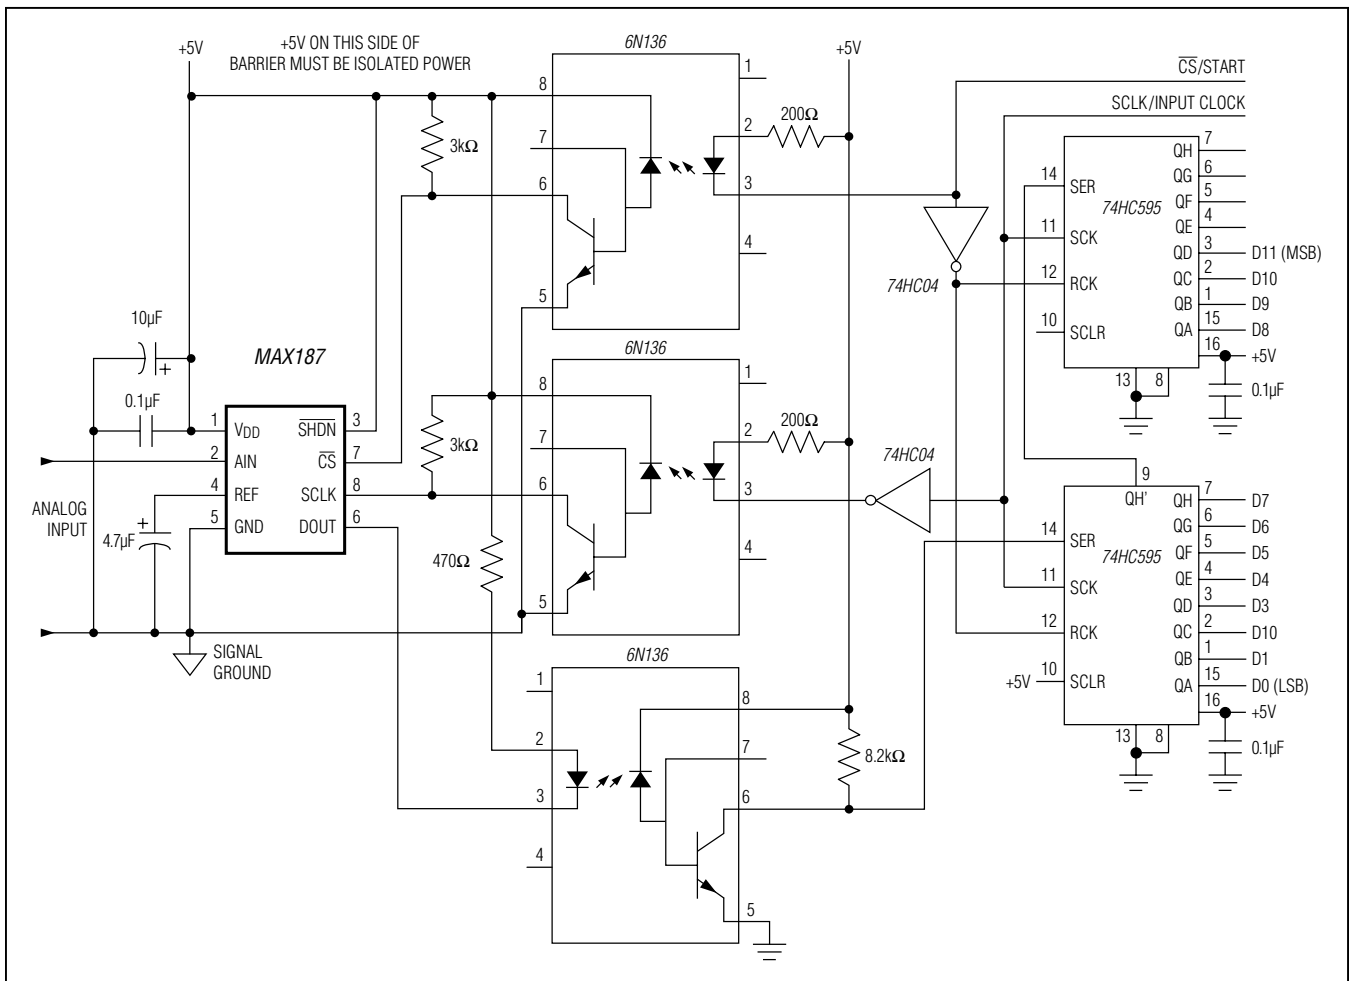 +5V
+5V ON THIS SIDE OF
BARRIER MUST BE ISOLATED POWER
6N136
+5V
CS/START
SCLK/INPUT CLOCK
8
7
6
5
1
2
3
4
3kΩ
200Ω
74HC04
14 SER
11 SCK
12 RCK
10 SCLR
74HC595
QH 7
QG 6
QF 5
QE 4
QD 3 D11 (MSB)
QC 2 D10
QB 1 D9
QA 15 D8
16 +5V
13 8
0.1µF
10µF
+
0.1µF
MAX187
1 VDD
2 AIN
4 REF
5 GND
SHDN 3
CS 7
SCLK 8
DOUT 6
ANALOG
INPUT
4.7µF
+
SIGNAL
GROUND
6N136
8
7
6
5
1
2
3
4
3kΩ
470Ω
200Ω
74HC04
9
QH'
14 SER
11 SCK
12 RCK
+5V 10 SCLR
74HC595
QH 7 D7
QG 6 D6
QF 5 D5
QE 4 D4
QD 3 D3
QC 2 D10
QB 1 D1
QA 15 D0 (LSB)
16 +5V
13 8
0.1µF
6N136
1
2
3
4
8
7
6
5
8.2kΩ